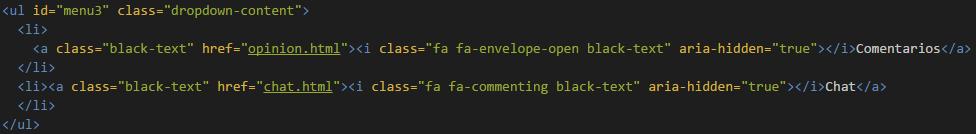 <ul id="menu3" class="dropdown-content">
  <li>
    <a class="black-text" href="opinion.html"><i class="fa fa-envelope-open black-text" aria-hidden="true"></i>Comentarios</a>
  </li>
  <li><a class="black-text" href="chat.html"><i class="fa fa-commenting black-text" aria-hidden="true"></i>Chat</a>
  </li>
</ul>